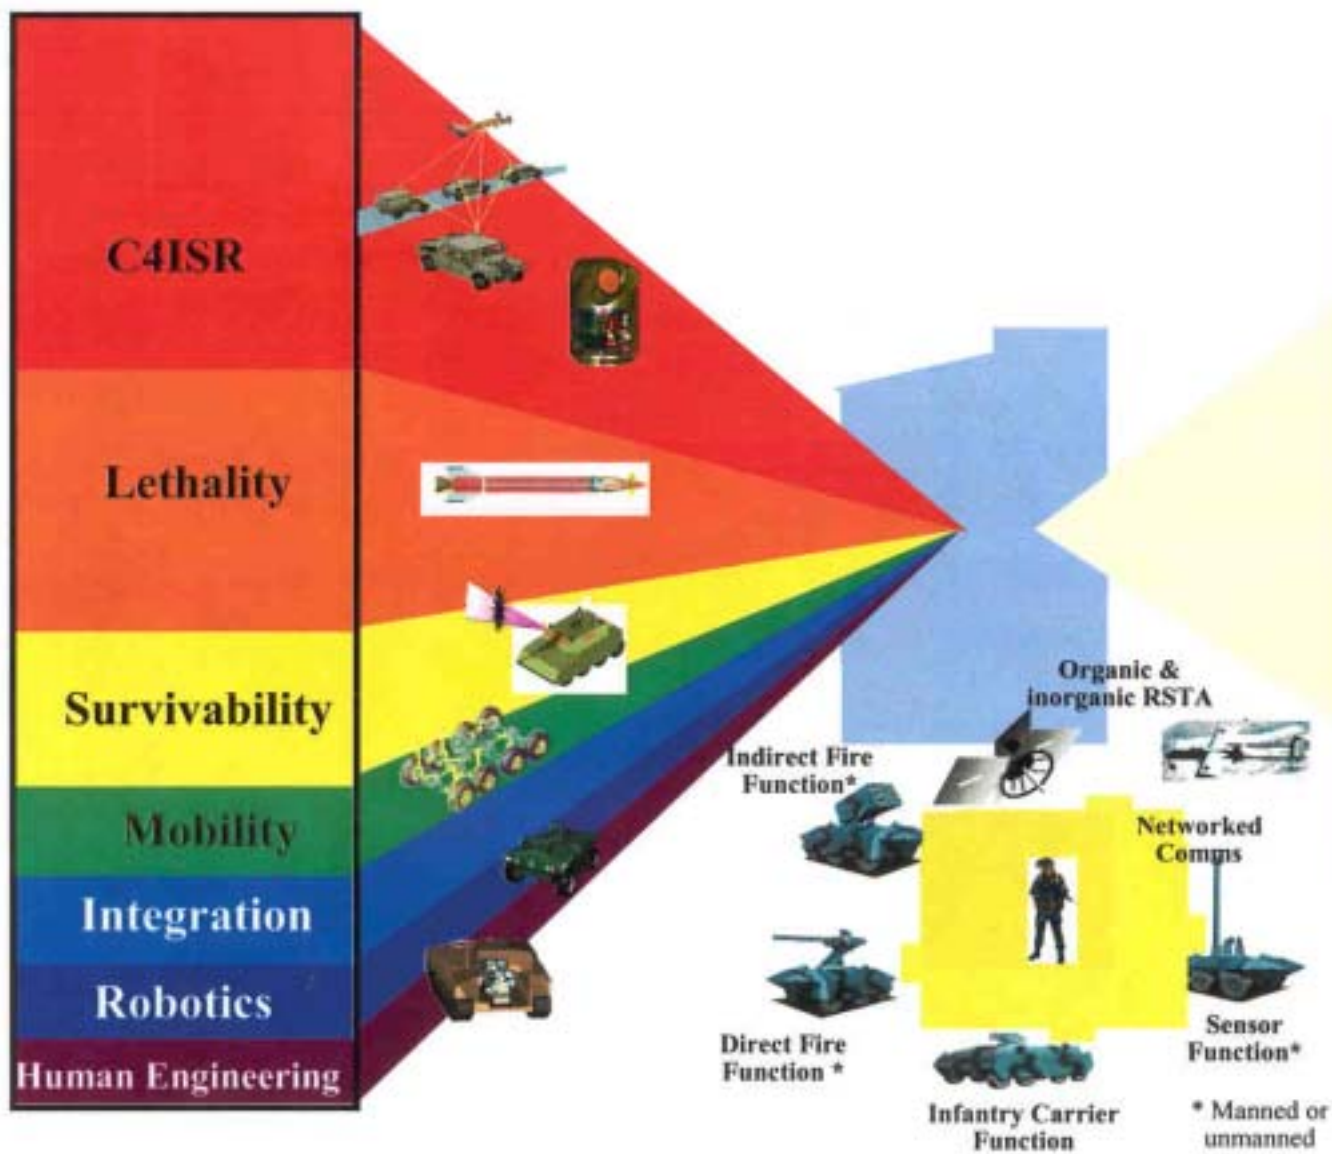 C4ISR
Lethality
Survivability
Mobility
Integration
Robotics
Human Engineering
Organic &
inorganic RSTA
Indirect Fire
Function*
Networked
Comms
Direct Fire
Function *
Sensor
Function*
Infantry Carrier
Function
* Manned or
unmanned